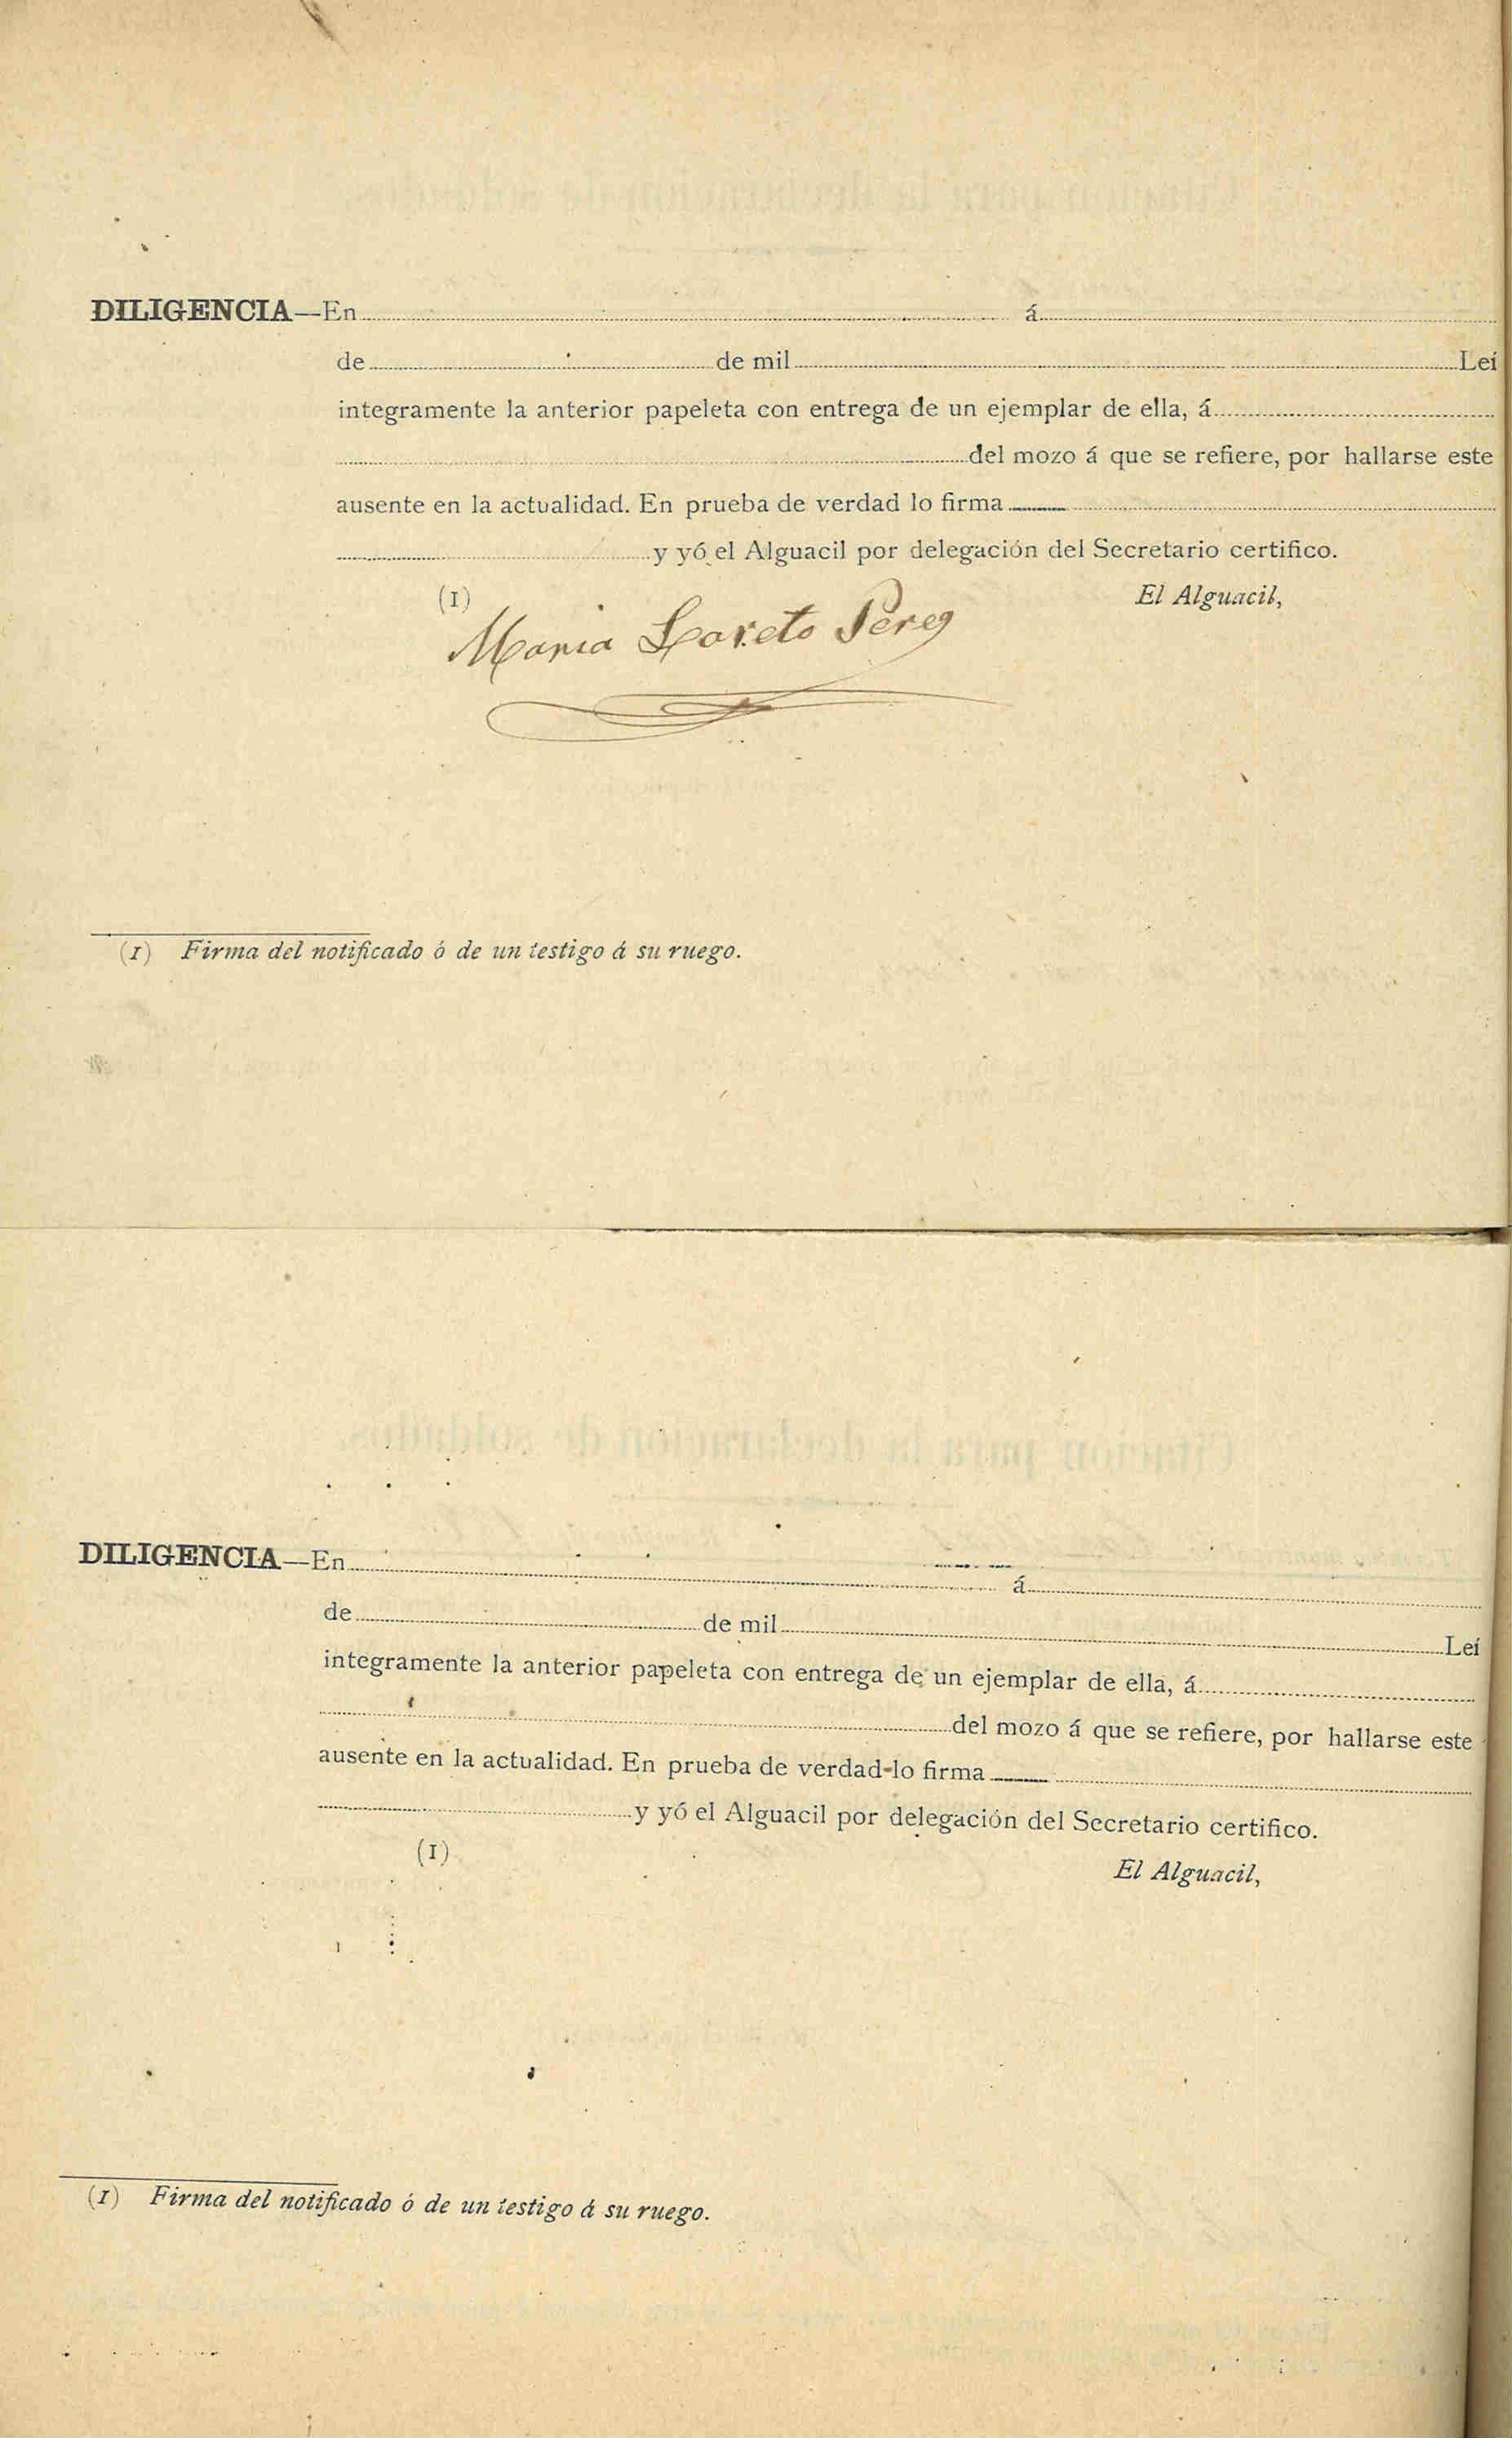 DILIGENCIA—En á
de de mil Leí
integramente la anterior papeleta con entrega de un ejemplar de ella, á
del mozo á que se refiere, por hallarse este
ausente en la actualidad. En prueba de verdad lo firma
y yó el Alguacil por delegación del Secretario certifico.
(1) El Alguacil,
Maria Loreto Perez
(1) Firma del notificado ó de un testigo á su ruego.
DILIGENCIA—En á
de de mil Leí
integramente la anterior papeleta con entrega de un ejemplar de ella, á
del mozo á que se refiere, por hallarse este
ausente en la actualidad. En prueba de verdad lo firma
y yó el Alguacil por delegación del Secretario certifico.
(1) El Alguacil,
(1) Firma del notificado ó de un testigo á su ruego.